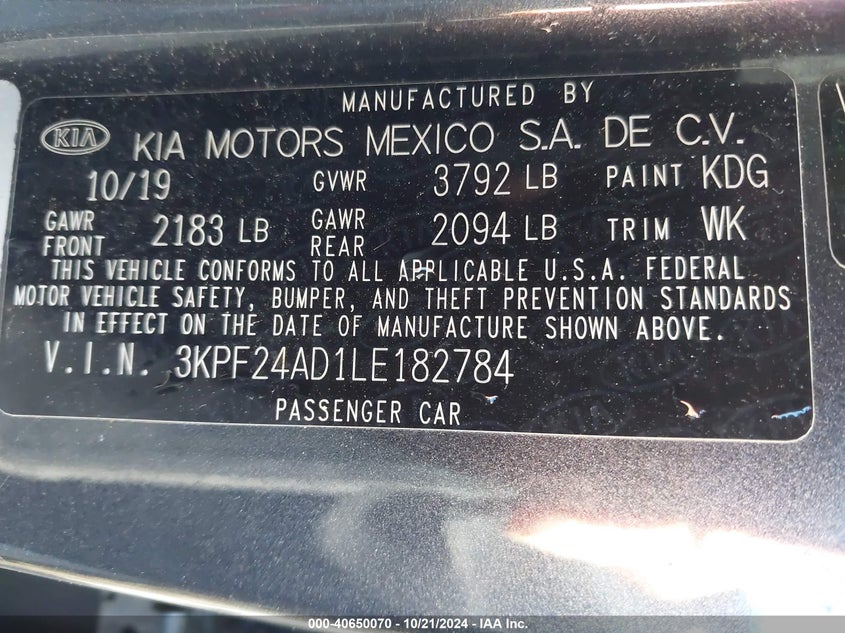 MANUFACTURED BY
KIA KIA MOTORS MEXICO S.A. DE C.V.
10/19 GVWR 3792 LB PAINT KDG
GAWR FRONT 2183 LB GAWR REAR 2094 LB TRIM WK
THIS VEHICLE CONFORMS TO ALL APPLICABLE U.S.A. FEDERAL
MOTOR VEHICLE SAFETY, BUMPER, AND THEFT PREVENTION STANDARDS
IN EFFECT ON THE DATE OF MANUFACTURE SHOWN ABOVE.
V.I.N. 3KPF24AD1LE182784
PASSENGER CAR
000-40650070 - 10/21/2024 - IAA Inc.